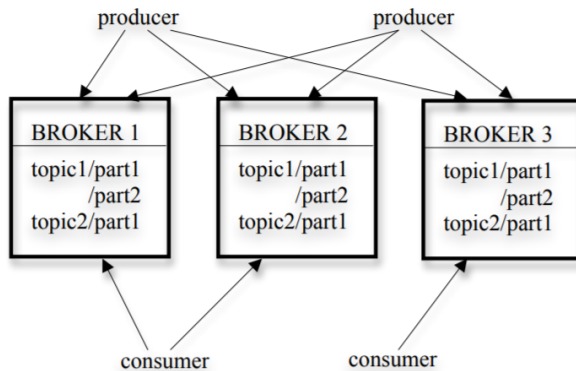 producer producer
BROKER 1 BROKER 2 BROKER 3
topic1/part1 topic1/part1 topic1/part1
/part2 /part2 /part2
topic2/part1 topic2/part1 topic2/part1
consumer consumer